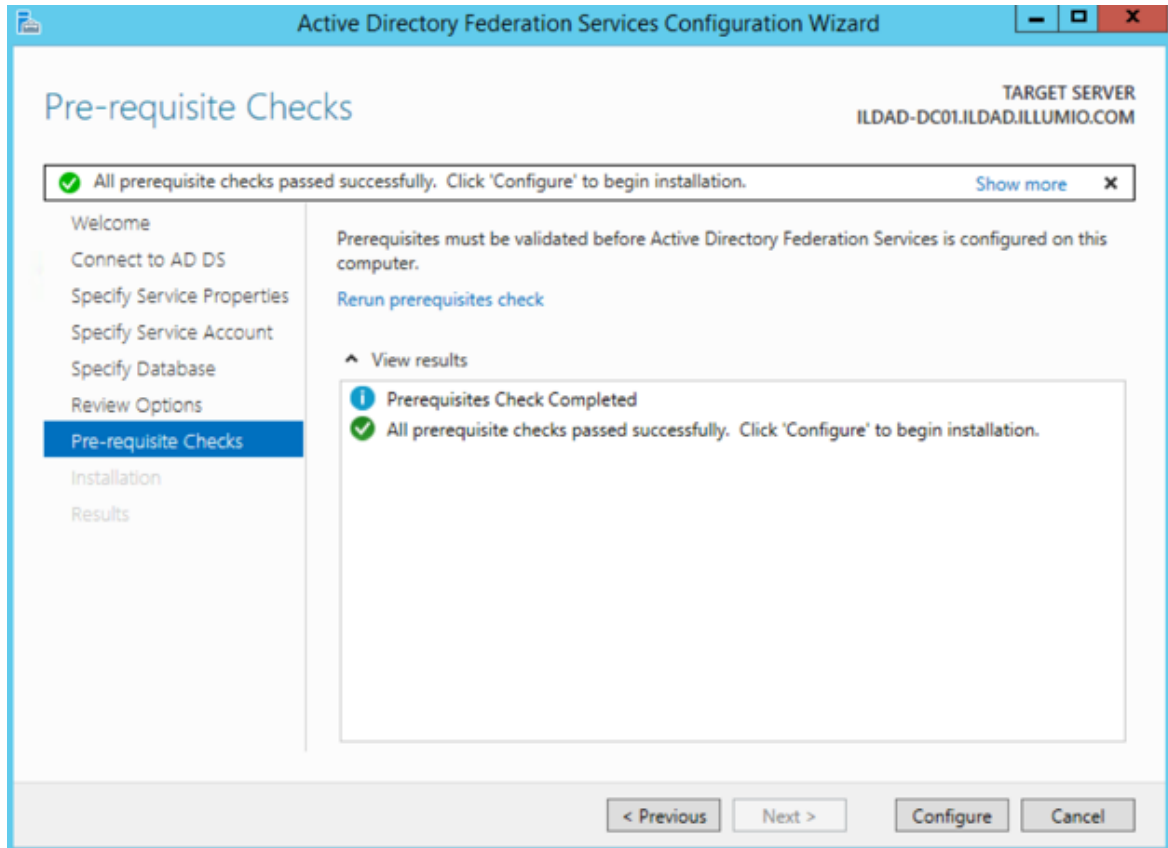 Active Directory Federation Services Configuration Wizard
Pre-requisite Checks
TARGET SERVER
ILDAD-DC01.ILDAD.ILLUMIO.COM
All prerequisite checks passed successfully.  Click 'Configure' to begin installation.
Show more
Welcome
Connect to AD DS
Specify Service Properties
Specify Service Account
Specify Database
Review Options
Pre-requisite Checks
Installation
Results
Prerequisites must be validated before Active Directory Federation Services is configured on this
computer.
Rerun prerequisites check
View results
Prerequisites Check Completed
All prerequisite checks passed successfully.  Click 'Configure' to begin installation.
< Previous
Next >
Configure
Cancel